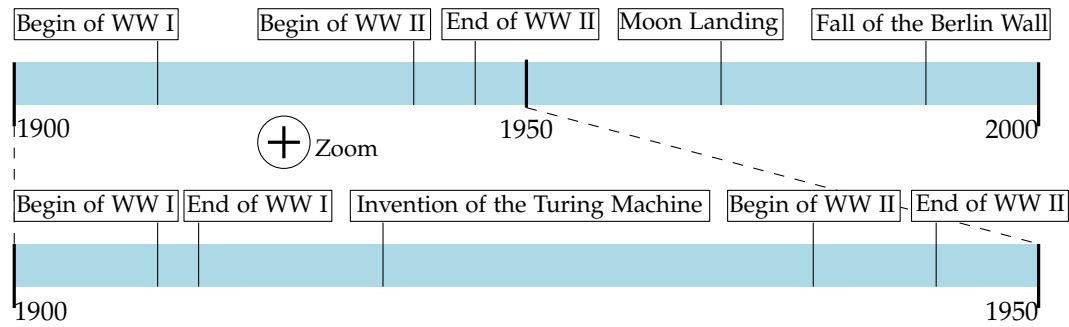 Begin of WW I Begin of WW II End of WW II Moon Landing Fall of the Berlin Wall
1900 1950 2000
Zoom
Begin of WW I End of WW I Invention of the Turing Machine Begin of WW II End of WW II
1900 1950